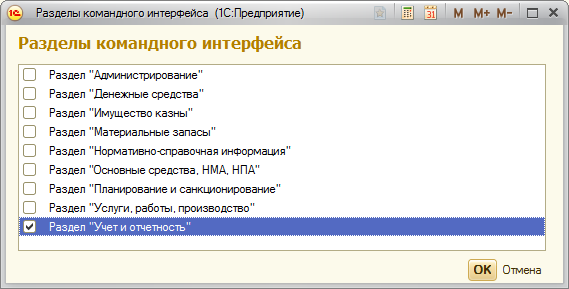 Разделы командного интерфейса (1С:Предприятие)
31 M M+ M-
Разделы командного интерфейса
Раздел "Администрирование"
Раздел "Денежные средства"
Раздел "Имущество казны"
Раздел "Материальные запасы"
Раздел "Нормативно-справочная информация"
Раздел "Основные средства, НМА, НПА"
Раздел "Планирование и санкционирование"
Раздел "Услуги, работы, производство"
Раздел "Учет и отчетность"
ОК Отмена